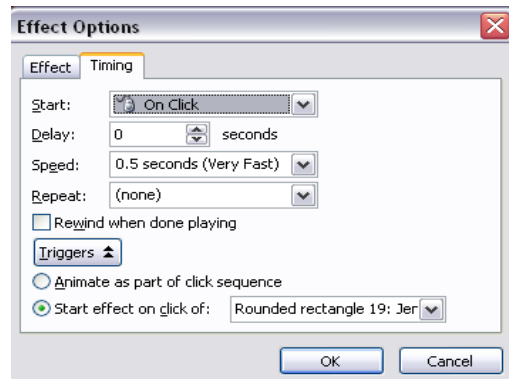 Effect Options
Effect Timing
Start: On Click
Delay: 0 seconds
Speed: 0.5 seconds (Very Fast)
Repeat: (none)
Rewind when done playing
Triggers
Animate as part of click sequence
Start effect on click of: Rounded rectangle 19: Jer
OK Cancel